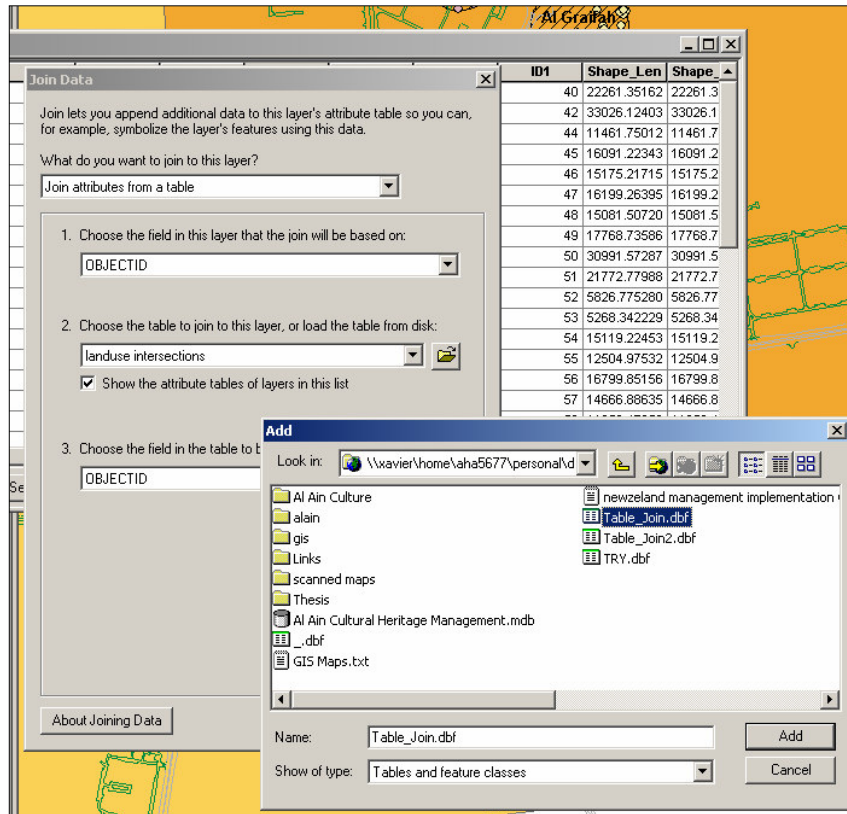 Al Graifah
ID1 Shape_Len Shape_
40 22261.35162 22261.3
42 33026.12403 33026.1
44 11461.75012 11461.7
45 16091.22343 16091.2
46 15175.21715 15175.2
47 16199.26395 16199.2
48 15081.50720 15081.5
49 17768.73586 17768.7
50 30991.57287 30991.5
51 21772.77988 21772.7
52 5826.775280 5826.77
53 5268.342229 5268.34
54 15119.22453 15119.2
55 12504.97532 12504.9
56 16799.85156 16799.8
57 14666.88635 14666.8
Join Data
Join lets you append additional data to this layer's attribute table so you can,
for example, symbolize the layer's features using this data.
What do you want to join to this layer?
Join attributes from a table
1. Choose the field in this layer that the join will be based on:
OBJECTID
2. Choose the table to join to this layer, or load the table from disk:
landuse intersections
Show the attribute tables of layers in this list
3. Choose the field in the table to b
OBJECTID
About Joining Data
Se
Add
Look in: \\xavier\home\aha5677\personal\d
Al Ain Culture
alain
gis
Links
scanned maps
Thesis
Al Ain Cultural Heritage Management.mdb
_.dbf
GIS Maps.txt
newzeland management implementation
Table_Join.dbf
Table_Join2.dbf
TRY.dbf
Name: Table_Join.dbf
Add
Show of type: Tables and feature classes
Cancel